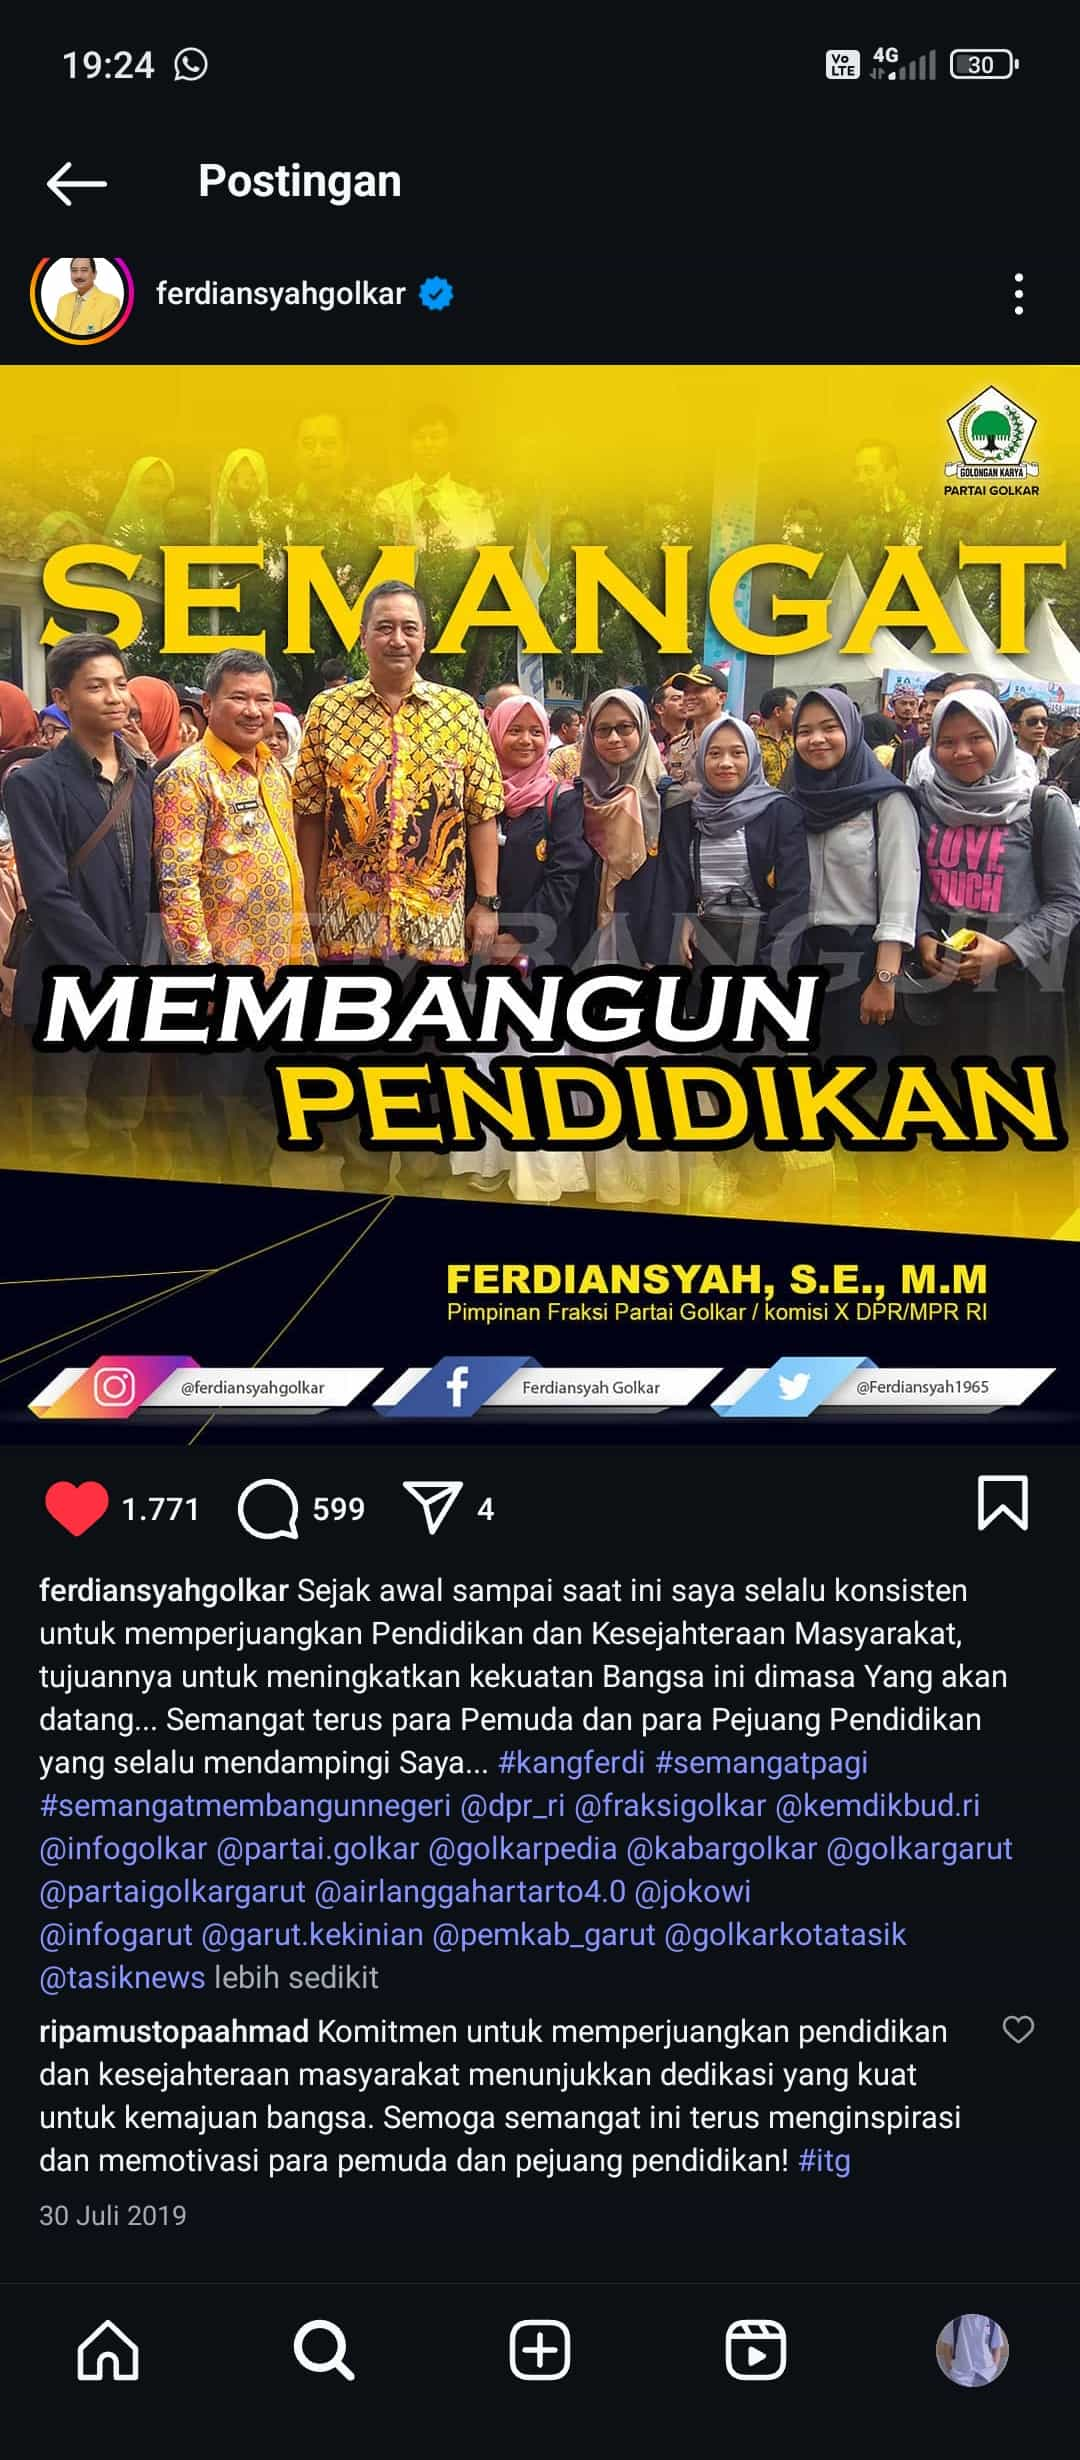 19:24
Vo LTE 4G 30
Postingan
ferdiansyahgolkar
GOLONGAN KARYA
PARTAI GOLKAR
SEMANGAT
LOVE
MEMBANGUN
MEMBANGUN
PENDIDIKAN
FERDIANSYAH, S.E., M.M
Pimpinan Fraksi Partai Golkar / komisi X DPR/MPR RI
@ferdiansyahgolkar f Ferdiansyah Golkar @Ferdiansyah1965
1.771 599 4
ferdiansyahgolkar Sejak awal sampai saat ini saya selalu konsisten
untuk memperjuangkan Pendidikan dan Kesejahteraan Masyarakat,
tujuannya untuk meningkatkan kekuatan Bangsa ini dimasa Yang akan
datang... Semangat terus para Pemuda dan para Pejuang Pendidikan
yang selalu mendampingi Saya... #kangferdi #semangatpagi
#semangatmembangunnegeri @dpr_ri @fraksigolkar @kemdikbud.ri
@infogolkar @partai.golkar @golkarpedia @kabargolkar @golkargarut
@partaigolkargarut @airlanggahartarto4.0 @jokowi
@infogarut @garut.kekinian @pemkab_garut @golkarkotatasik
@tasiknews lebih sedikit
ripamustopaahmad Komitmen untuk memperjuangkan pendidikan
dan kesejahteraan masyarakat menunjukkan dedikasi yang kuat
untuk kemajuan bangsa. Semoga semangat ini terus menginspirasi
dan memotivasi para pemuda dan pejuang pendidikan! #itg
30 Juli 2019